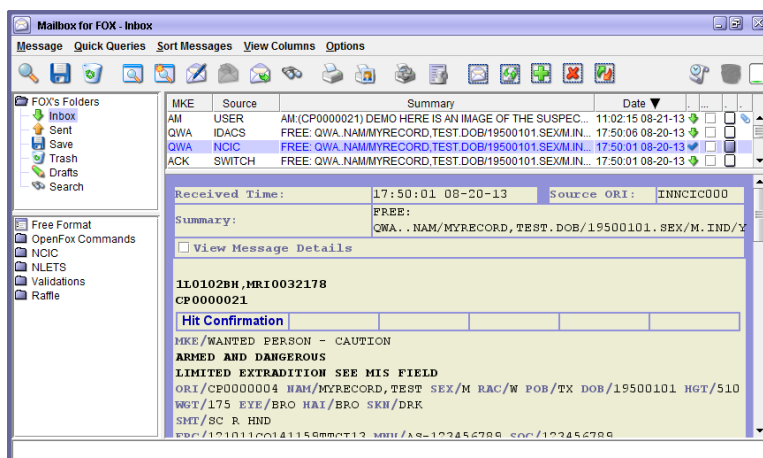 Mailbox for FOX - Inbox
Message Quick Queries Sort Messages View Columns Options
FOX's Folders
Inbox
Sent
Save
Trash
Drafts
Search
Free Format
OpenFox Commands
NCIC
NLETS
Validations
Raffle
MKE Source Summary Date ▼ . ... . .
AM USER AM:(CP0000021) DEMO HERE IS AN IMAGE OF THE SUSPEC... 11:02:15 08-21-13
QWA IDACS FREE: QWA..NAM/MYRECORD,TEST.DOB/19500101.SEX/M.IN... 17:50:06 08-20-13
QWA NCIC FREE: QWA..NAM/MYRECORD,TEST.DOB/19500101.SEX/M.IN... 17:50:01 08-20-13
ACK SWITCH FREE: QWA..NAM/MYRECORD,TEST.DOB/19500101.SEX/M.IN... 17:50:01 08-20-13
Received Time: 17:50:01 08-20-13 Source ORI: INNCIC000
Summary: FREE:
QWA..NAM/MYRECORD,TEST.DOB/19500101.SEX/M.IND/Y
View Message Details
1L0102BH,MRI0032178
CP0000021
Hit Confirmation
MKE/WANTED PERSON - CAUTION
ARMED AND DANGEROUS
LIMITED EXTRADITION SEE MIS FIELD
ORI/CP0000004 NAM/MYRECORD,TEST SEX/M RAC/W POB/TX DOB/19500101 HGT/510
WGT/175 EYE/BRO HAI/BRO SKN/DRK
SMT/SC R HND